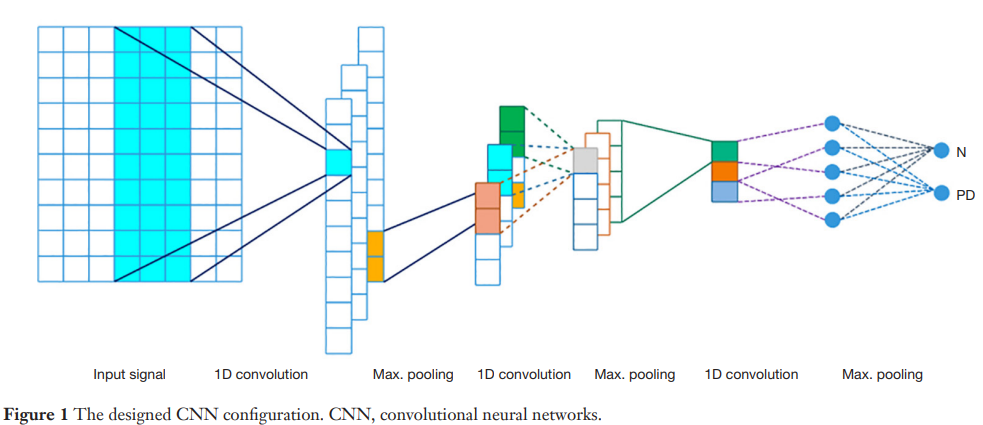 N
PD
Input signal 1D convolution Max. pooling 1D convolution Max. pooling 1D convolution Max. pooling
Figure 1 The designed CNN configuration. CNN, convolutional neural networks.